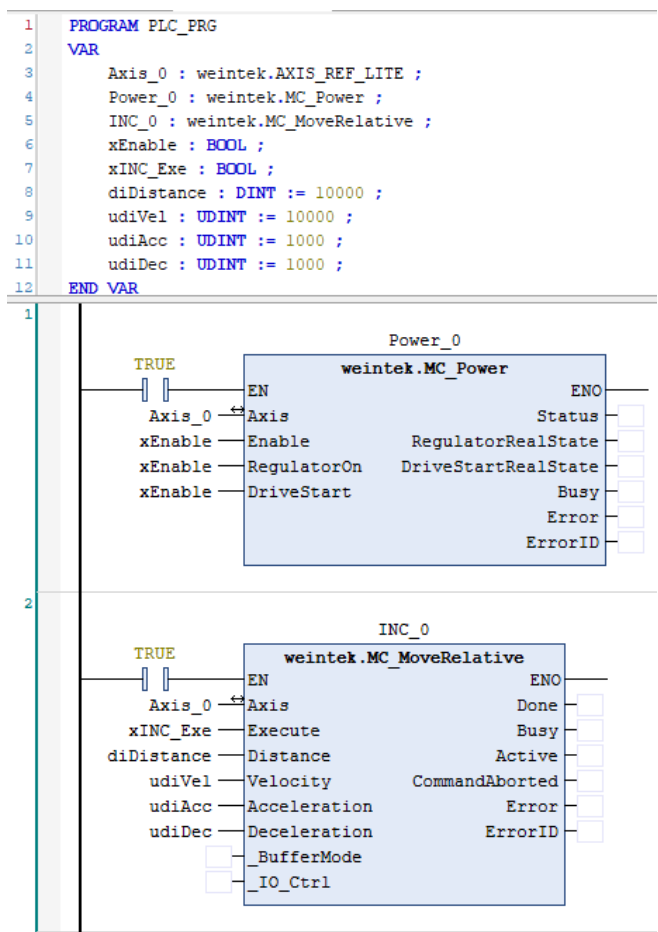 1 PROGRAM PLC_PRG
2 VAR
3 Axis_0 : weintek.AXIS_REF_LITE ;
4 Power_0 : weintek.MC_Power ;
5 INC_0 : weintek.MC_MoveRelative ;
6 xEnable : BOOL ;
7 xINC_Exe : BOOL ;
8 diDistance : DINT := 10000 ;
9 udiVel : UDINT := 10000 ;
10 udiAcc : UDINT := 1000 ;
11 udiDec : UDINT := 1000 ;
12 END_VAR
1
Power_0
TRUE weintek.MC_Power
EN ENO
Axis_0 Axis Status
xEnable Enable RegulatorRealState
xEnable RegulatorOn DriveStartRealState
xEnable DriveStart Busy
Error
ErrorID
2
INC_0
TRUE weintek.MC_MoveRelative
EN ENO
Axis_0 Axis Done
xINC_Exe Execute Busy
diDistance Distance Active
udiVel Velocity CommandAborted
udiAcc Acceleration Error
udiDec Deceleration ErrorID
_BufferMode
_IO_Ctrl